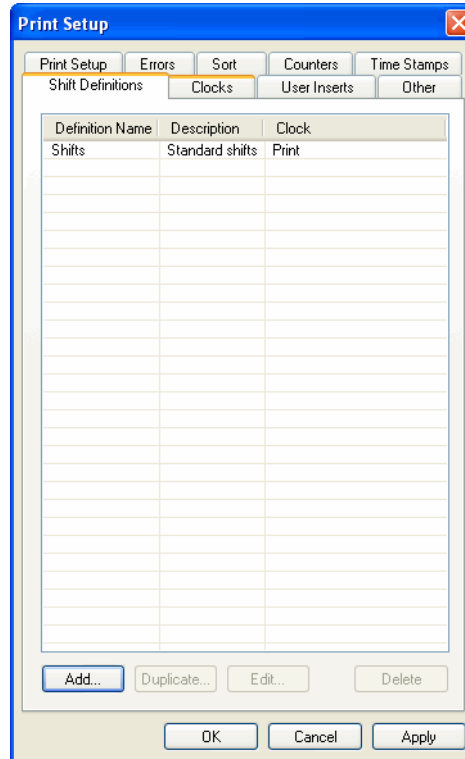 Print Setup
Print Setup Errors Sort Counters Time Stamps
Shift Definitions Clocks User Inserts Other
Definition Name Description Clock
Shifts Standard shifts Print
Add... Duplicate... Edit... Delete
OK Cancel Apply